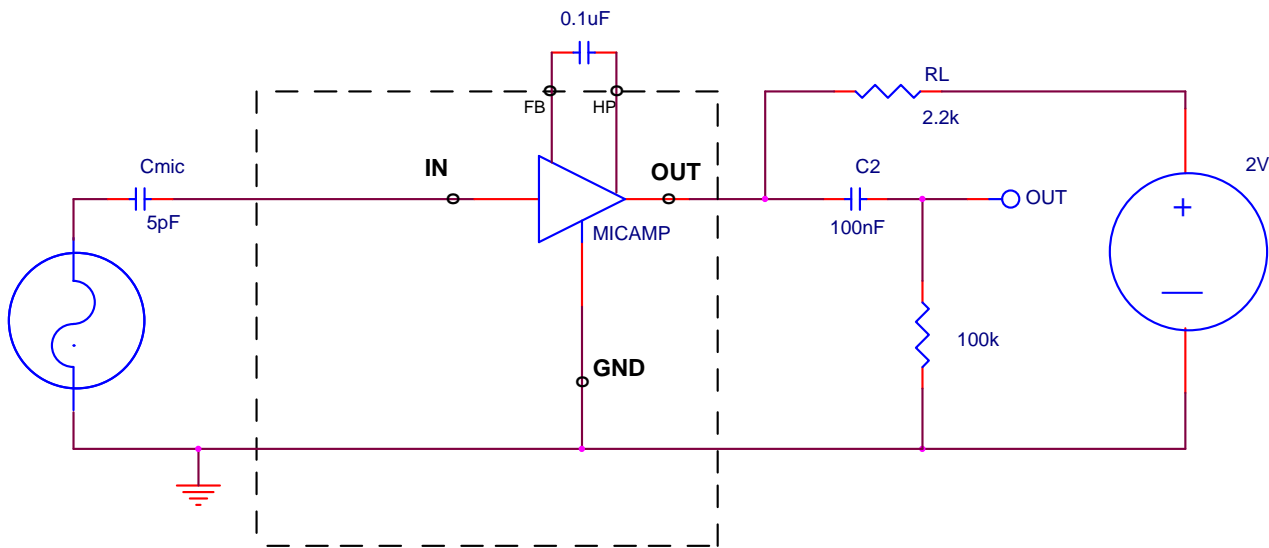 0.1uF
RL
FB
HP
2.2k
Cmic
IN
OUT
C2
2V
5pF
OUT
MICAMP
100nF
+
100k
GND